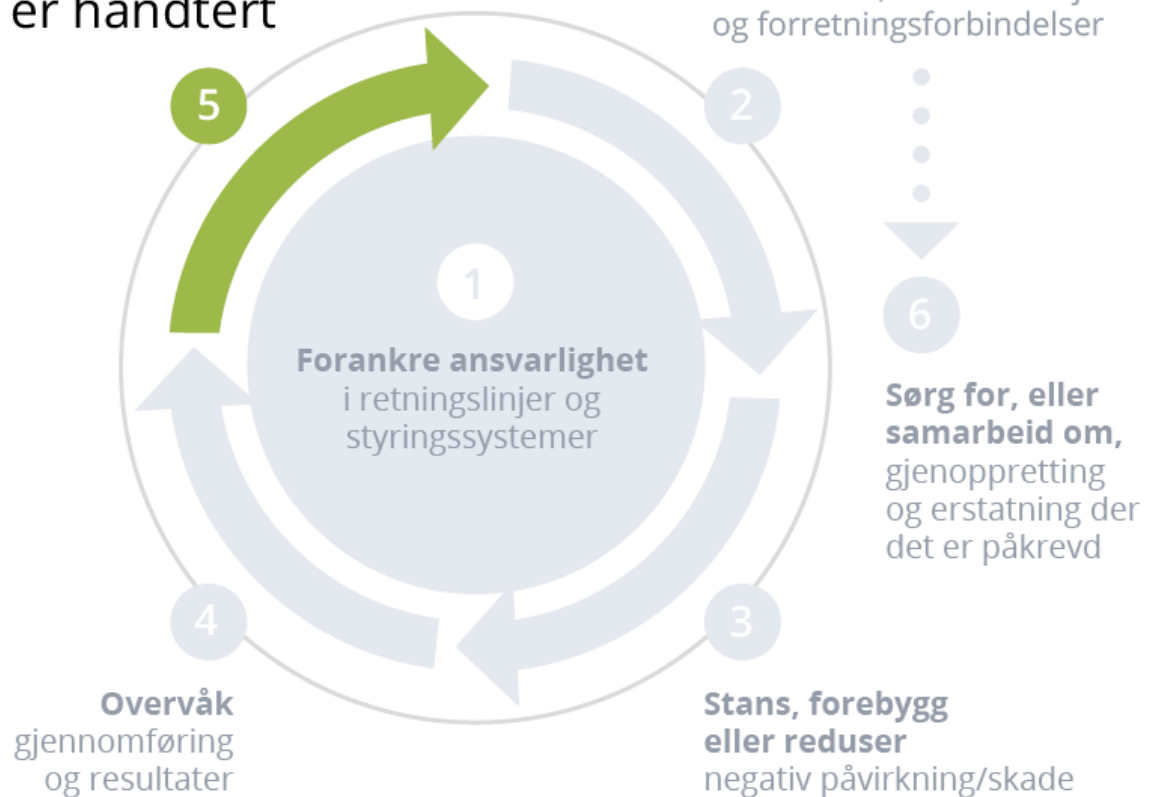 er håndtert
og forretningsforbindelser
5
2
1
Forankre ansvarlighet
i retningslinjer og
styringssystemer
6
Sørg for, eller
samarbeid om,
gjenoppretting
og erstatning der
det er påkrevd
4
Overvåk
gjennomføring
og resultater
3
Stans, forebygg
eller reduser
negativ påvirkning/skade